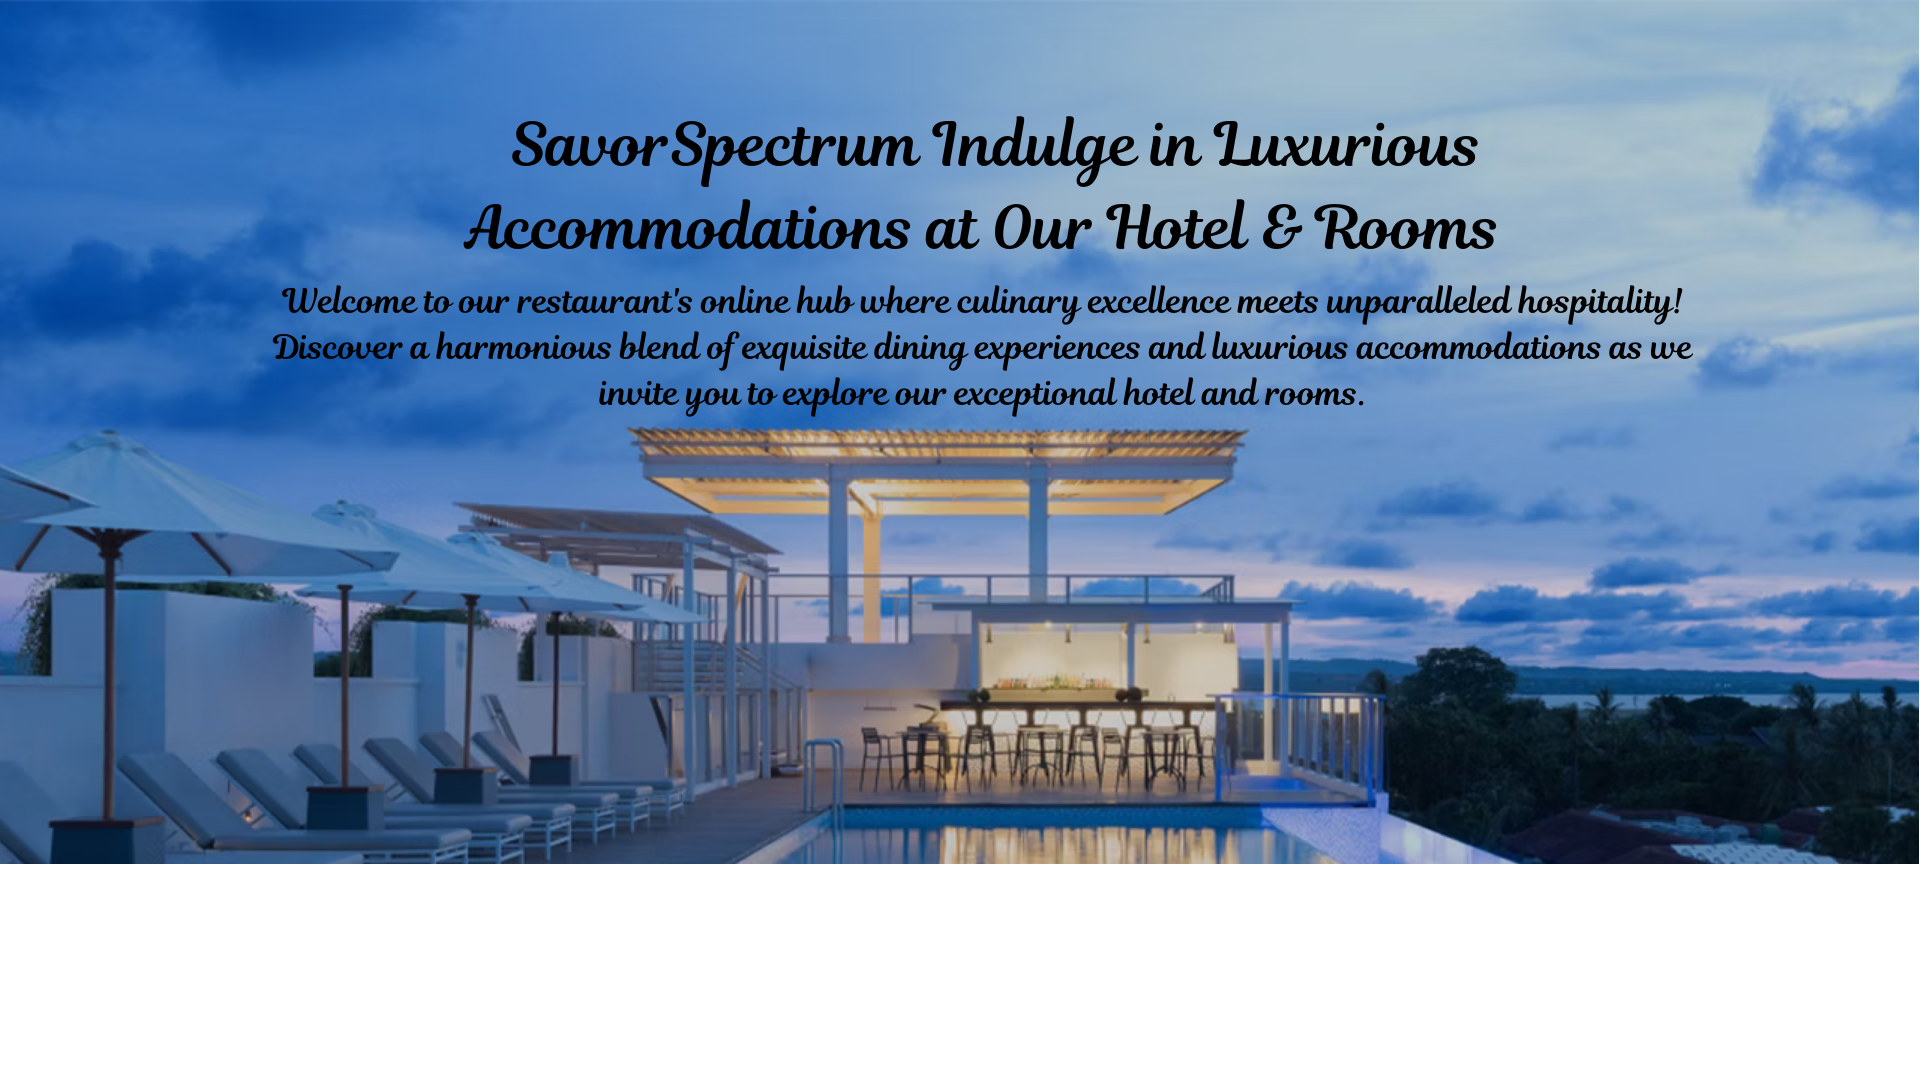 SavorSpectrum Indulge in Luxurious
Accommodations at Our Hotel & Rooms
Welcome to our restaurant's online hub where culinary excellence meets unparalleled hospitality!
Discover a harmonious blend of exquisite dining experiences and luxurious accommodations as we
invite you to explore our exceptional hotel and rooms.